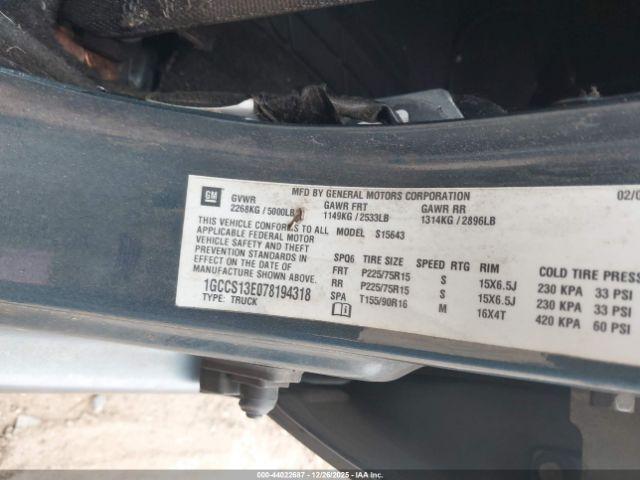 MFD BY GENERAL MOTORS CORPORATION 02/0
GM GVWR GAWR FRT GAWR RR
2268KG / 5000LB 1149KG / 2533LB 1314KG / 2896LB
THIS VEHICLE CONFORMS TO ALL
APPLICABLE FEDERAL MOTOR MODEL S15643
VEHICLE SAFETY AND THEFT
PREVENTION STANDARDS IN
EFFECT ON THE DATE OF
MANUFACTURE SHOWN ABOVE.
1GCCS13E078194318
TYPE: TRUCK
SPQ6 TIRE SIZE SPEED RTG RIM COLD TIRE PRESS
FRT P225/75R15 S 15X6.5J 230 KPA 33 PSI
RR P225/75R15 S 15X6.5J 230 KPA 33 PSI
SPA T155/90R16 M 16X4T 420 KPA 60 PSI
000-44022687 - 12/26/2025 - IAA Inc.